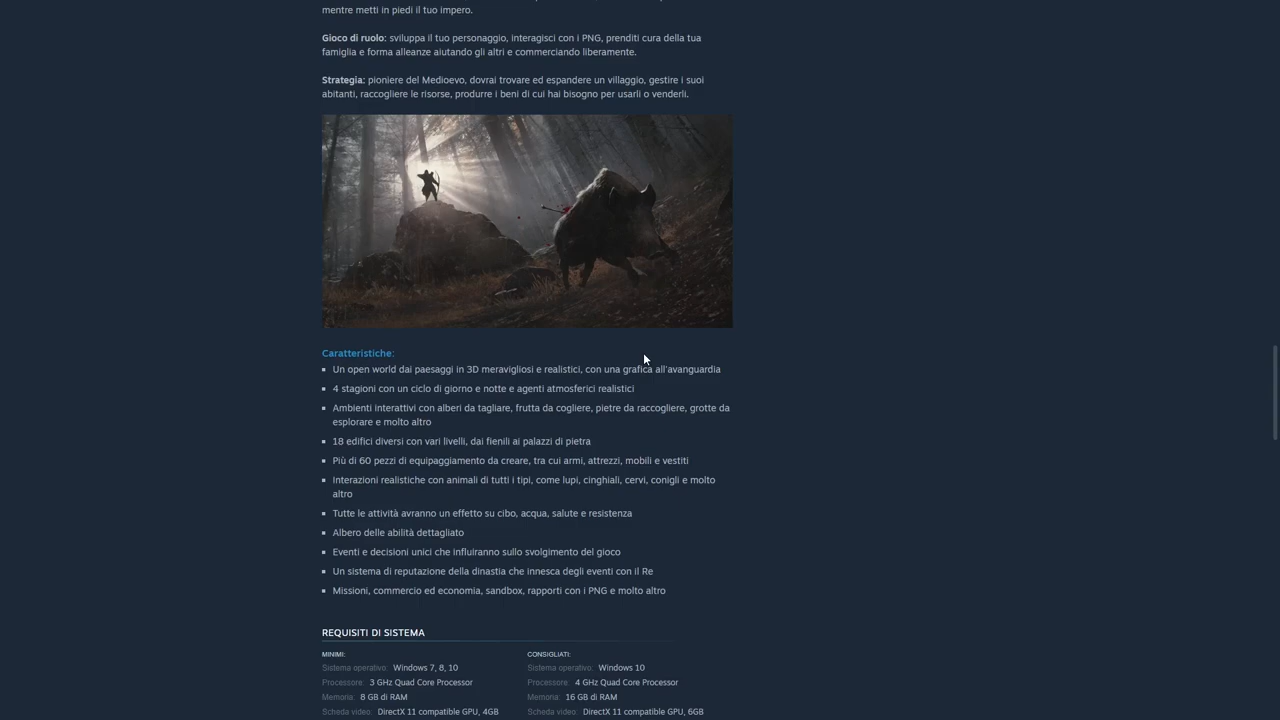 mentre metti in piedi il tuo impero.
Gioco di ruolo: sviluppa il tuo personaggio, interagisci con i PNG, prenditi cura della tua
famiglia e forma alleanze aiutando gli altri e commerciando liberamente.
Strategia: pioniere del Medioevo, dovrai trovare ed espandere un villaggio, gestire i suoi
abitanti, raccogliere le risorse, produrre i beni di cui hai bisogno per usarli o venderli.
Caratteristiche:
Un open world dai paesaggi in 3D meravigliosi e realistici, con una grafica all'avanguardia
4 stagioni con un ciclo di giorno e notte e agenti atmosferici realistici
Ambienti interattivi con alberi da tagliare, frutta da cogliere, pietre da raccogliere, grotte da
esplorare e molto altro
18 edifici diversi con vari livelli, dai fienili ai palazzi di pietra
Più di 60 pezzi di equipaggiamento da creare, tra cui armi, attrezzi, mobili e vestiti
Interazioni realistiche con animali di tutti i tipi, come lupi, cinghiali, cervi, conigli e molto
altro
Tutte le attività avranno un effetto su cibo, acqua, salute e resistenza
Albero delle abilità dettagliato
Eventi e decisioni unici che influiranno sullo svolgimento del gioco
Un sistema di reputazione della dinastia che innesca degli eventi con il Re
Missioni, commercio ed economia, sandbox, rapporti con i PNG e molto altro
REQUISITI DI SISTEMA
MINIMI:
Sistema operativo: Windows 7, 8, 10
Processore: 3 GHz Quad Core Processor
Memoria: 8 GB di RAM
Scheda video: DirectX 11 compatible GPU, 4GB
CONSIGLIATI:
Sistema operativo: Windows 10
Processore: 4 GHz Quad Core Processor
Memoria: 16 GB di RAM
Scheda video: DirectX 11 compatible GPU, 6GB